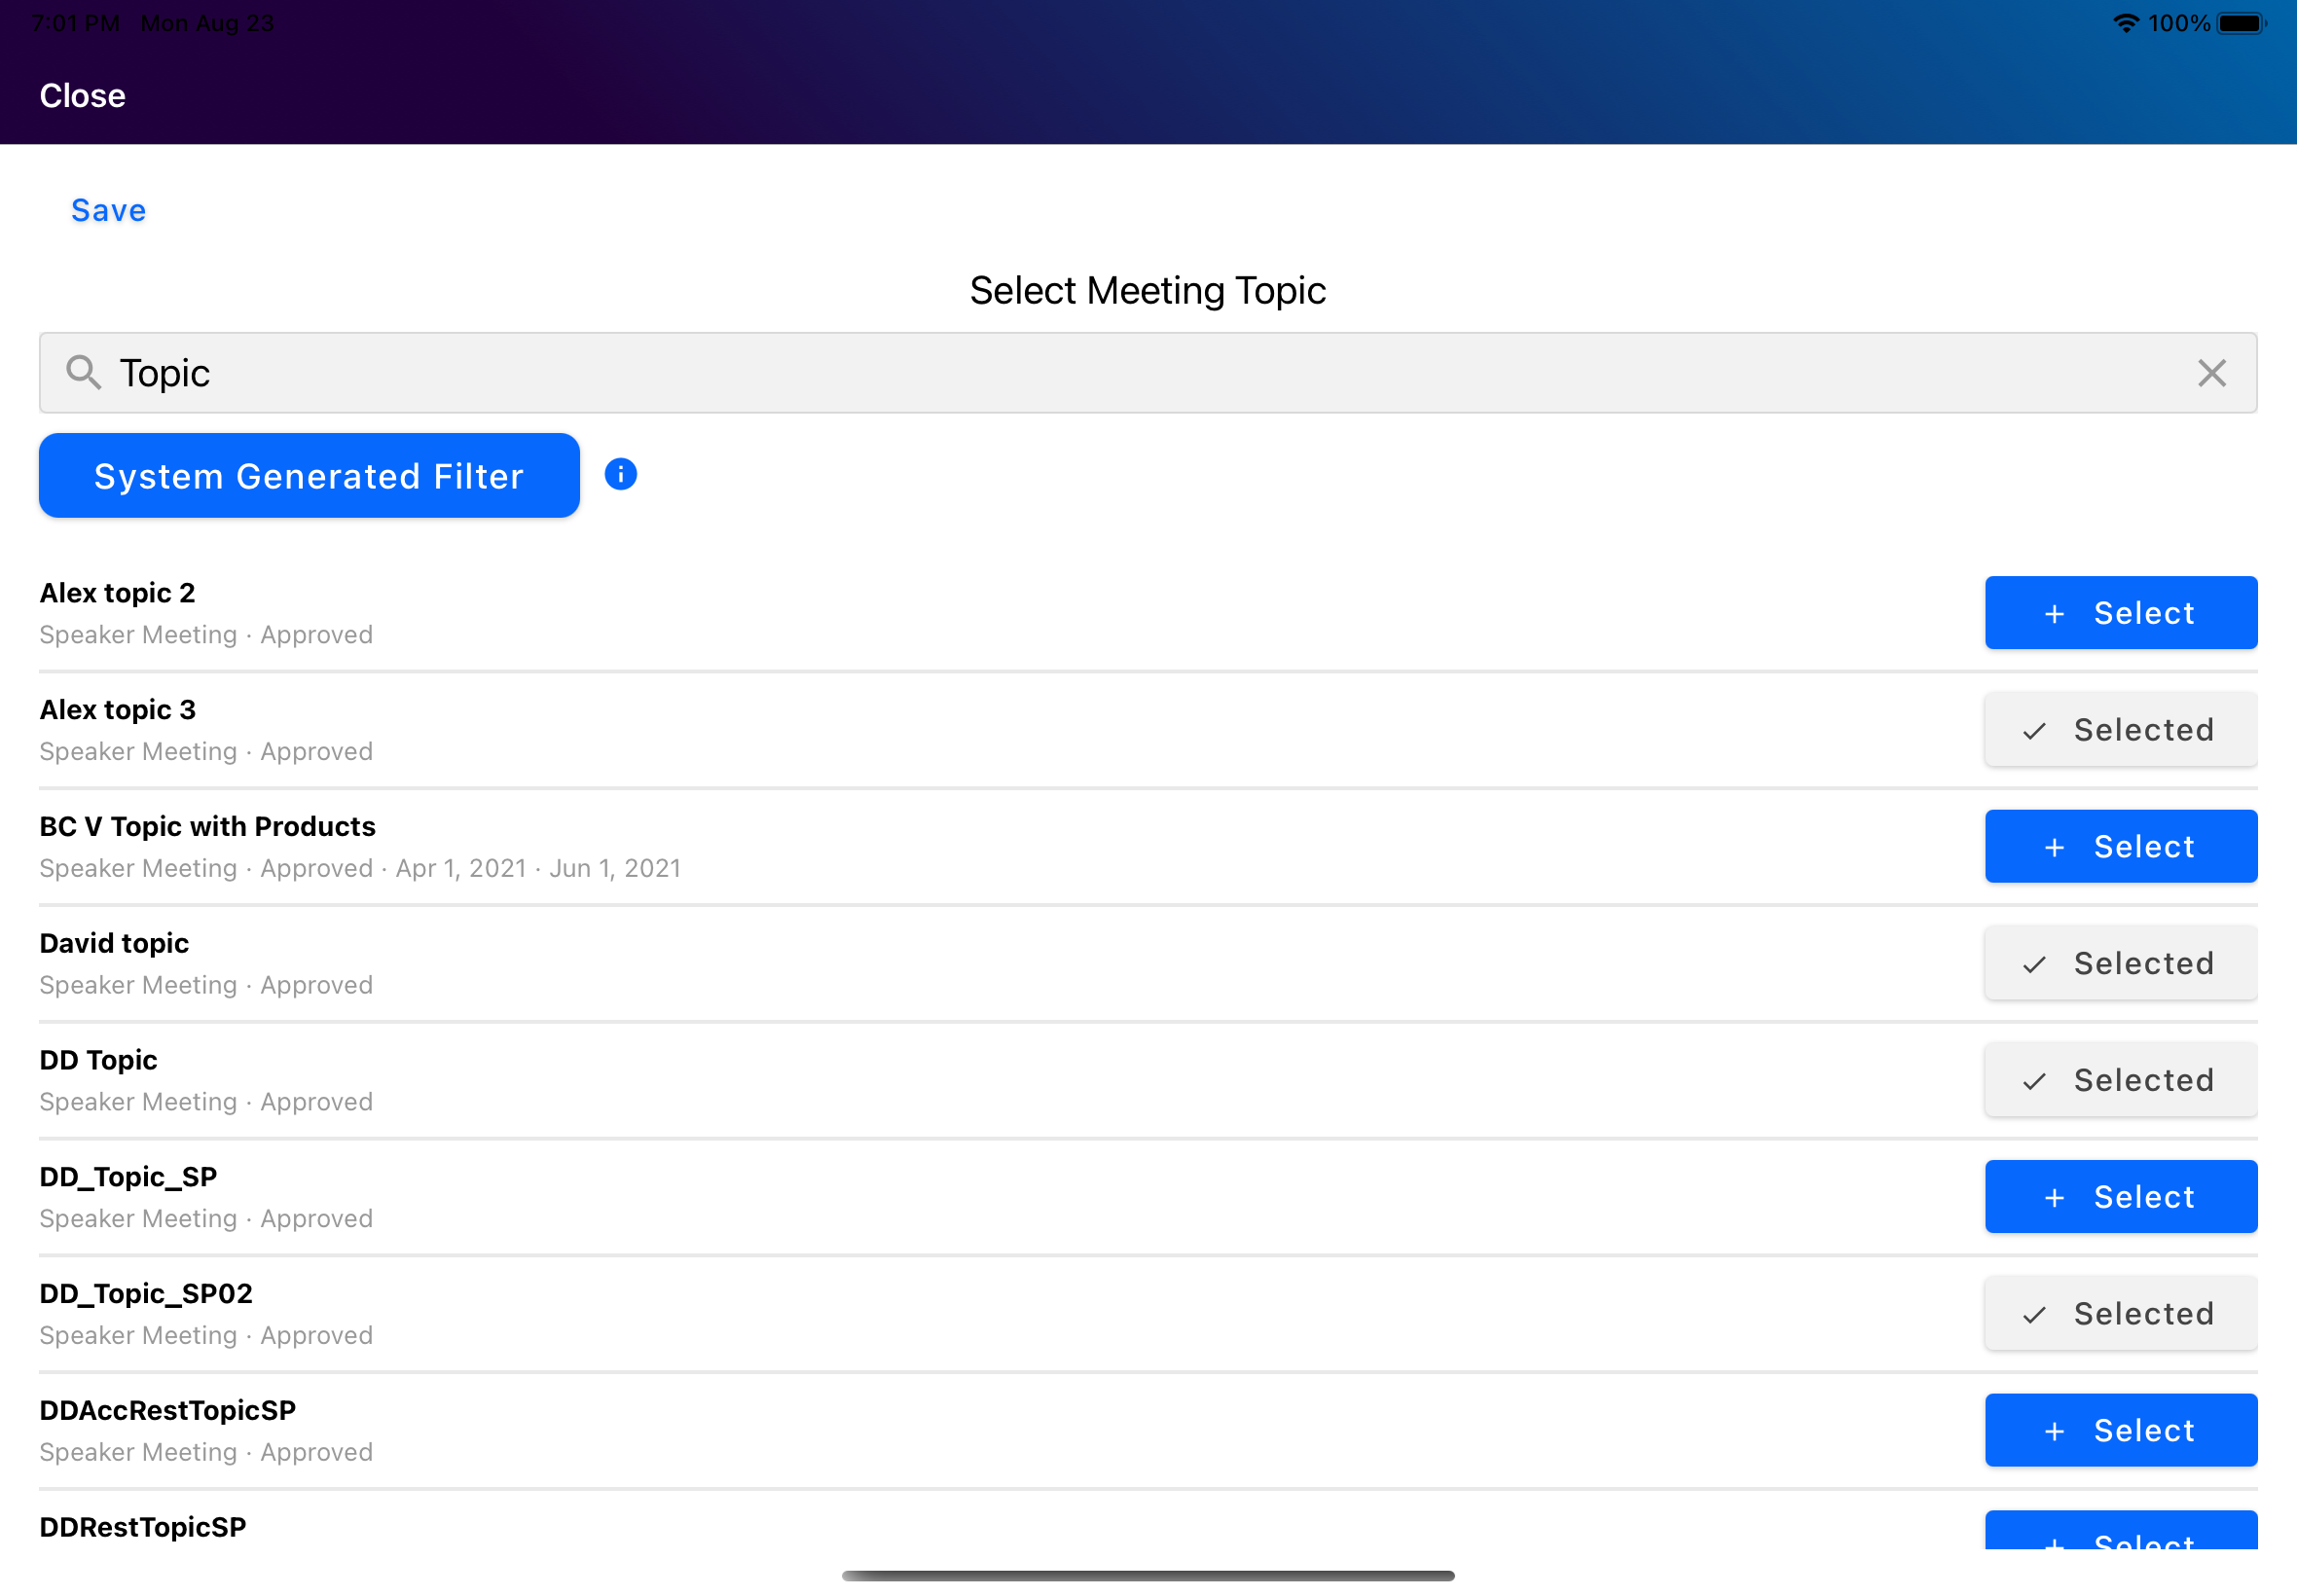 7:01 PM Mon Aug 23 100%
Close
Save
Select Meeting Topic
Topic
System Generated Filter
Alex topic 2
Speaker Meeting · Approved
+ Select
Alex topic 3
Speaker Meeting · Approved
✓ Selected
BC V Topic with Products
Speaker Meeting · Approved · Apr 1, 2021 · Jun 1, 2021
+ Select
David topic
Speaker Meeting · Approved
✓ Selected
DD Topic
Speaker Meeting · Approved
✓ Selected
DD_Topic_SP
Speaker Meeting · Approved
+ Select
DD_Topic_SP02
Speaker Meeting · Approved
✓ Selected
DDAccRestTopicSP
Speaker Meeting · Approved
+ Select
DDRestTopicSP
+ Select